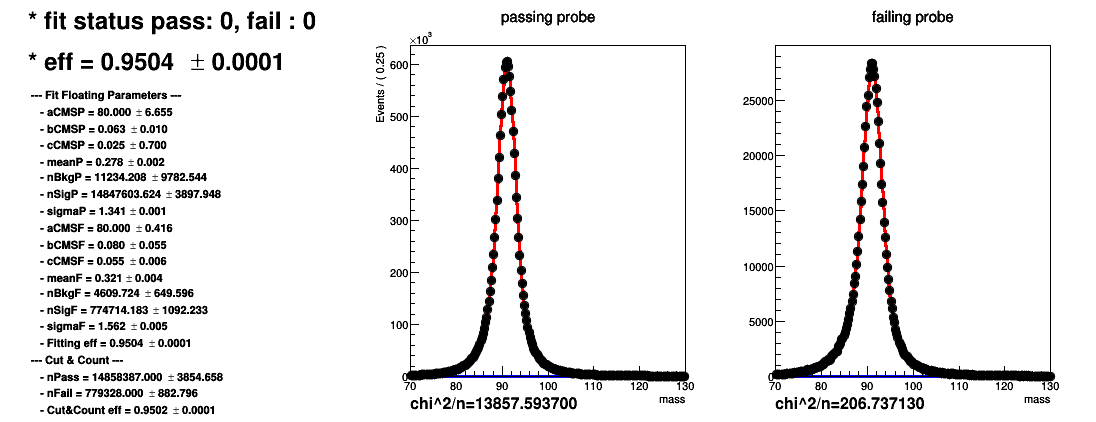 * fit status pass: 0, fail : 0
* eff = 0.9504 ± 0.0001
--- Fit Floating Parameters ---
- aCMSP = 80.000 ± 6.655
- bCMSP = 0.063 ± 0.010
- cCMSP = 0.025 ± 0.700
- meanP = 0.278 ± 0.002
- nBkgP = 11234.208 ± 9782.544
- nSigP = 14847603.624 ± 3897.948
- sigmaP = 1.341 ± 0.001
- aCMSF = 80.000 ± 0.416
- bCMSF = 0.080 ± 0.055
- cCMSF = 0.055 ± 0.006
- meanF = 0.321 ± 0.004
- nBkgF = 4609.724 ± 649.596
- nSigF = 774714.183 ± 1092.233
- sigmaF = 1.562 ± 0.005
- Fitting eff = 0.9504 ± 0.0001
--- Cut & Count ---
- nPass = 14858387.000 ± 3854.658
- nFail = 779328.000 ± 882.796
- Cut&Count eff = 0.9502 ± 0.0001
passing probe
×10³
Events / ( 0.25 )
600
500
400
300
200
100
0
70 80 90 100 110 120 130
mass
chi^2/n=13857.593700
failing probe
25000
20000
15000
10000
5000
0
70 80 90 100 110 120 130
mass
chi^2/n=206.737130